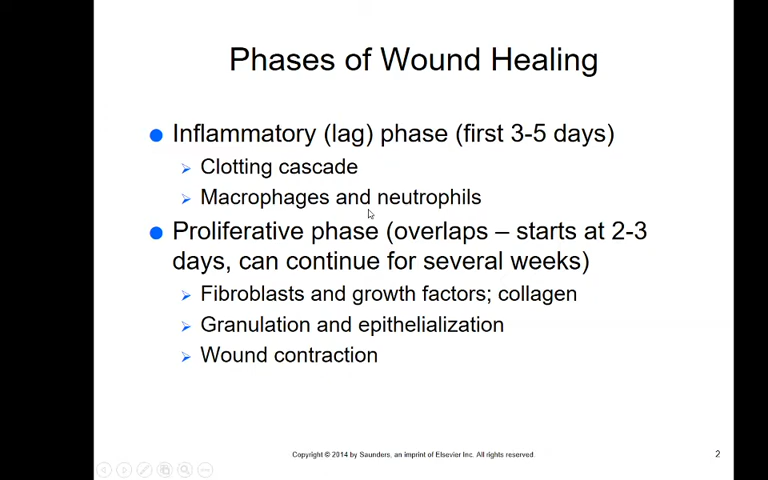 Phases of Wound Healing
Inflammatory (lag) phase (first 3-5 days)
Clotting cascade
Macrophages and neutrophils
Proliferative phase (overlaps – starts at 2-3
days, can continue for several weeks)
Fibroblasts and growth factors; collagen
Granulation and epithelialization
Wound contraction
Copyright © 2014 by Saunders, an imprint of Elsevier Inc. All rights reserved.
2